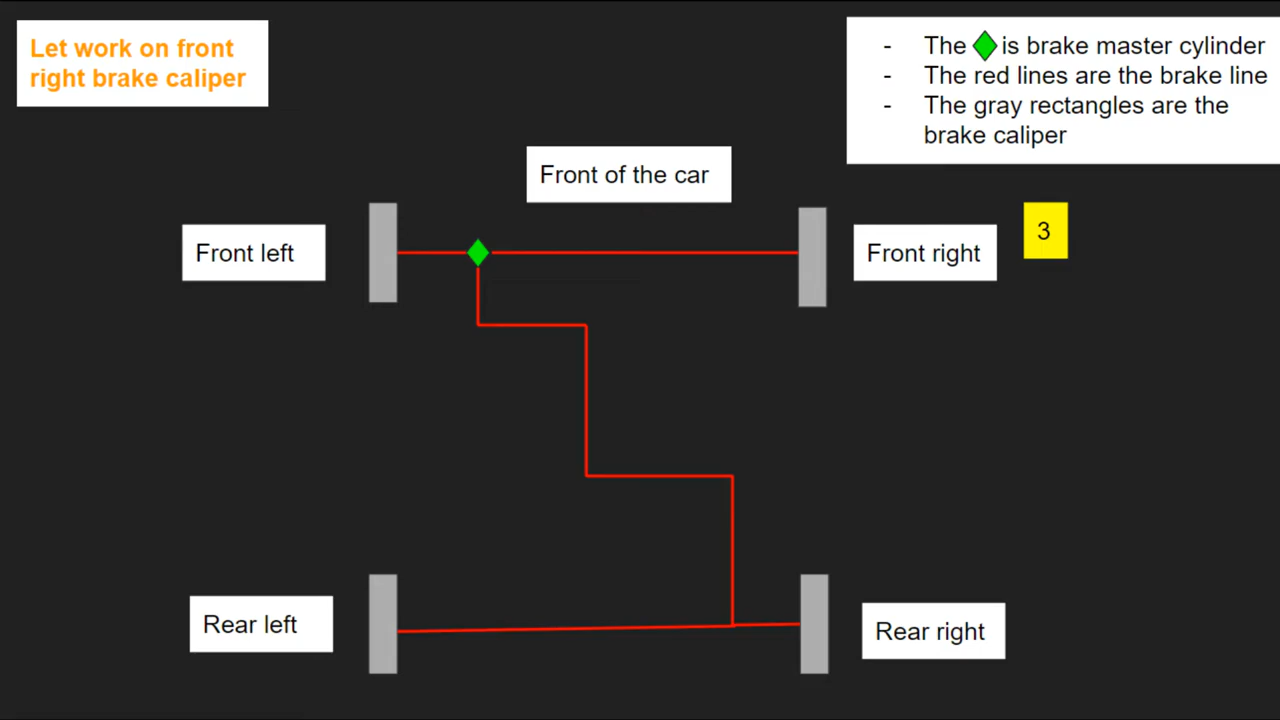 Let work on front
right brake caliper
- The is brake master cylinder
- The red lines are the brake line
- The gray rectangles are the
brake caliper
Front of the car
Front left
Front right
3
Rear left
Rear right